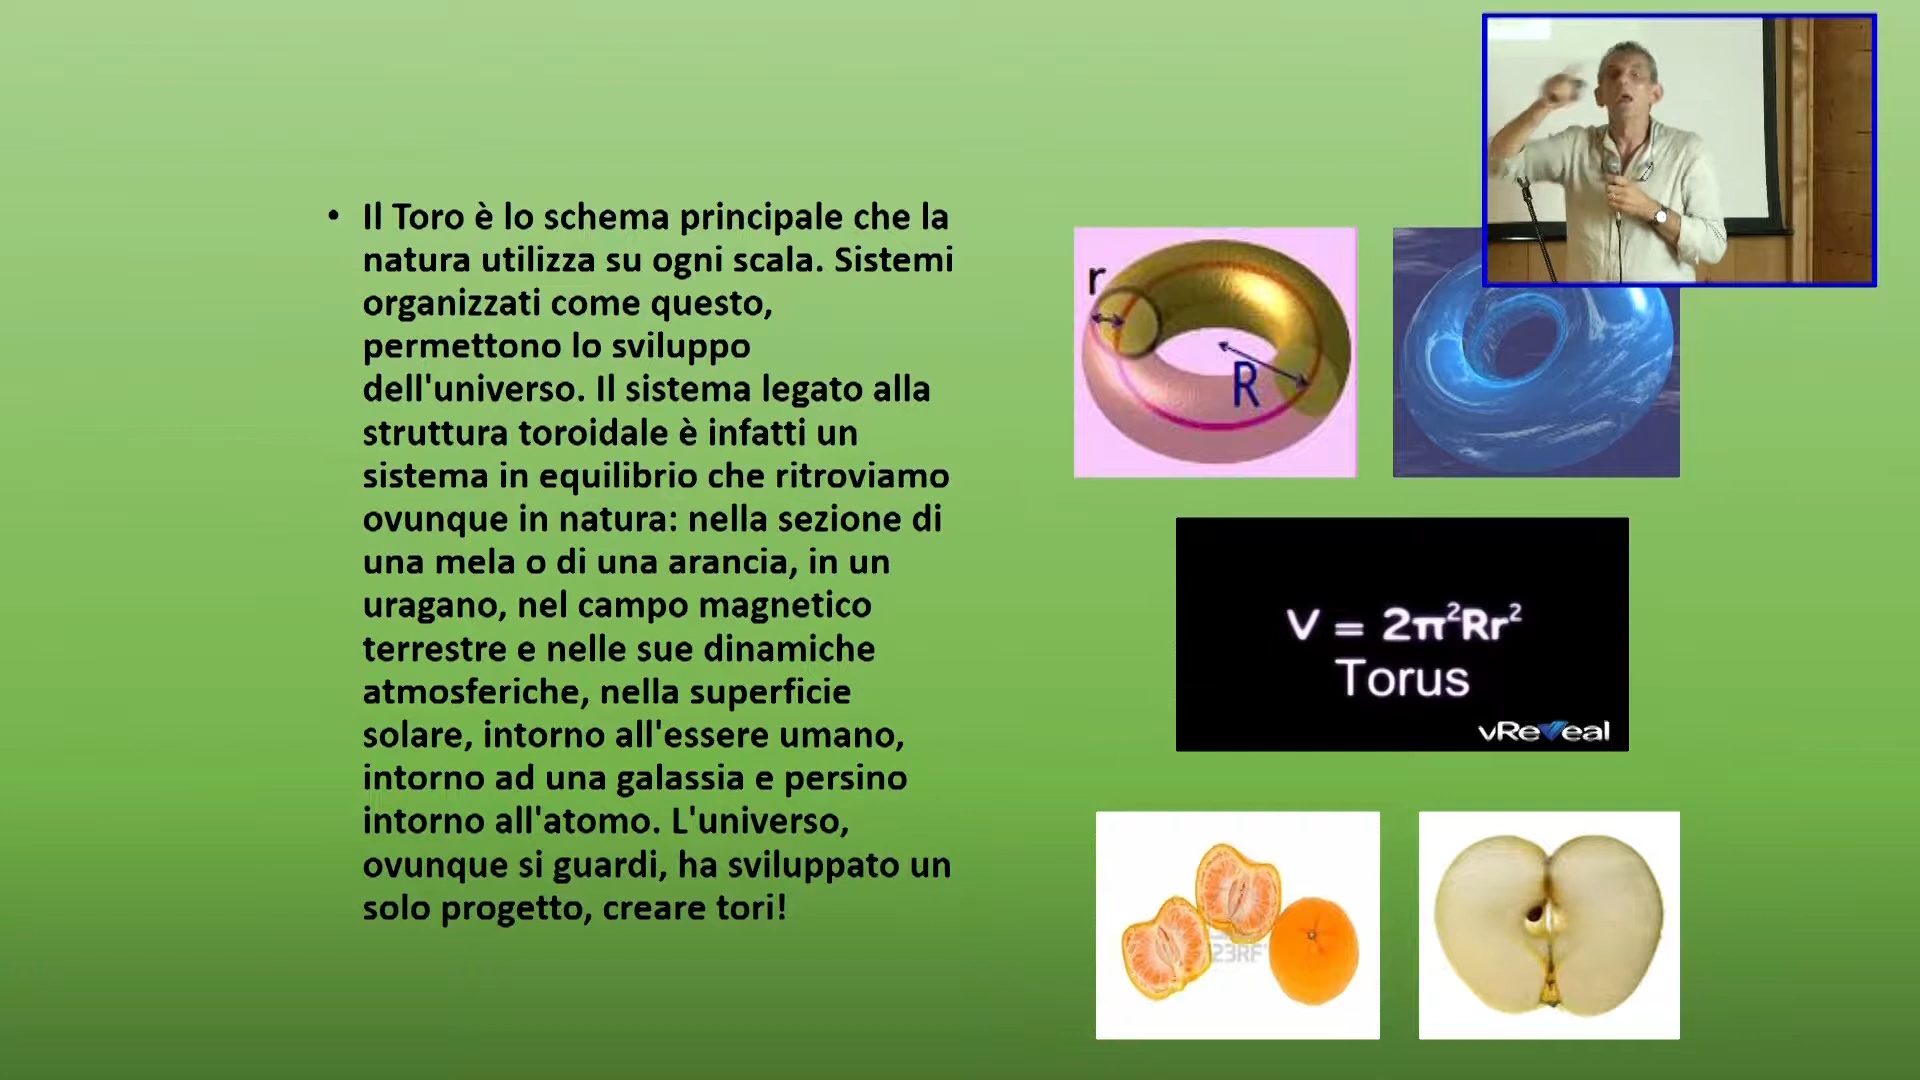 • Il Toro è lo schema principale che la
natura utilizza su ogni scala. Sistemi
organizzati come questo,
permettono lo sviluppo
dell'universo. Il sistema legato alla
struttura toroidale è infatti un
sistema in equilibrio che ritroviamo
ovunque in natura: nella sezione di
una mela o di una arancia, in un
uragano, nel campo magnetico
terrestre e nelle sue dinamiche
atmosferiche, nella superficie
solare, intorno all'essere umano,
intorno ad una galassia e persino
intorno all'atomo. L'universo,
ovunque si guardi, ha sviluppato un
solo progetto, creare tori!
r
R
V = 2π²Rr²
Torus
vReveal
23RF